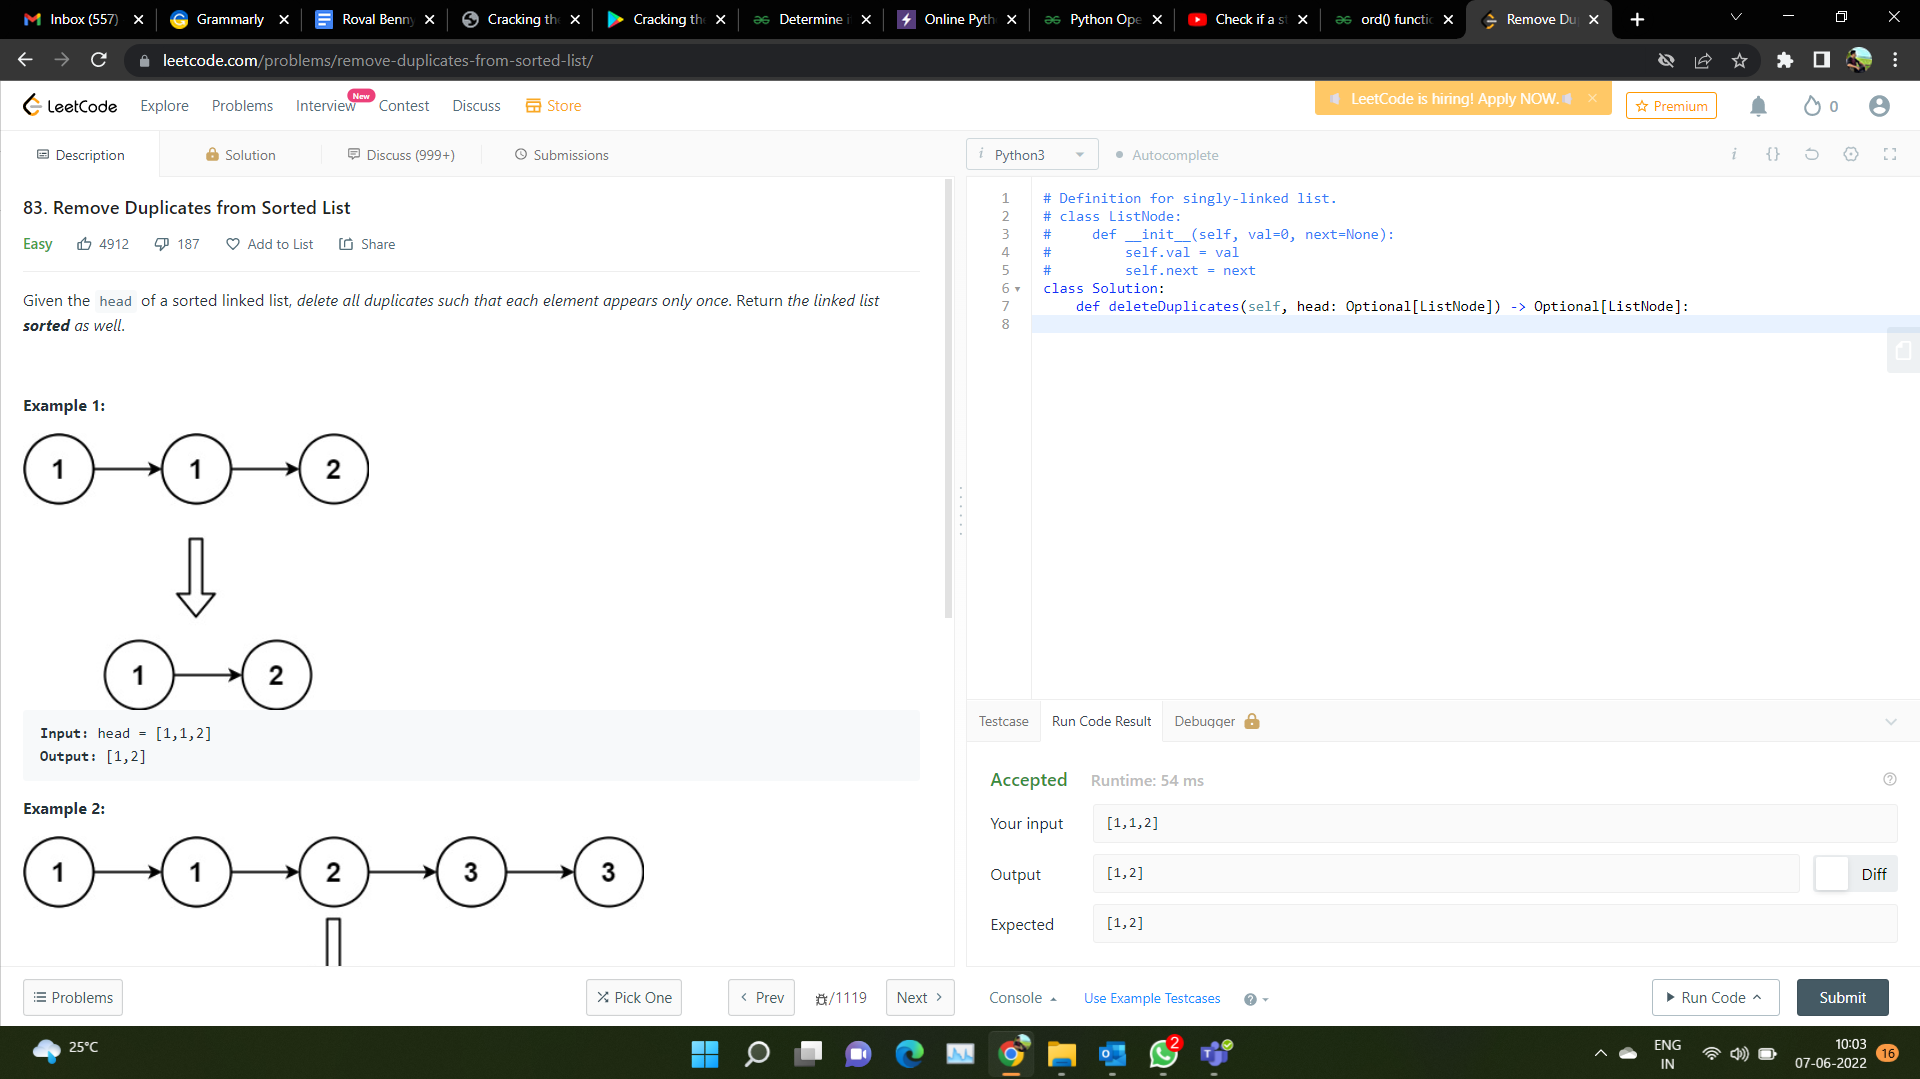 Inbox (557)
Grammarly
Roval Benny
Cracking the
Cracking the
Determine i
Online Pyth
Python Ope
Check if a s
ord() functio
Remove Du
leetcode.com/problems/remove-duplicates-from-sorted-list/
LeetCode
Explore
Problems
Interview
New
Contest
Discuss
Store
LeetCode is hiring! Apply NOW.
Premium
0
Description
Solution
Discuss (999+)
Submissions
Python3
Autocomplete
83. Remove Duplicates from Sorted List
Easy
4912
187
Add to List
Share
Given the head of a sorted linked list, delete all duplicates such that each element appears only once. Return the linked list
sorted as well.
Example 1:
1 1 2
1 2
Input: head = [1,1,2]
Output: [1,2]
Example 2:
1 1 2 3 3
1 # Definition for singly-linked list.
2 # class ListNode:
3 #     def __init__(self, val=0, next=None):
4 #         self.val = val
5 #         self.next = next
6 class Solution:
7     def deleteDuplicates(self, head: Optional[ListNode]) -> Optional[ListNode]:
8
Testcase
Run Code Result
Debugger
Accepted
Runtime: 54 ms
Your input
[1,1,2]
Output
[1,2]
Diff
Expected
[1,2]
Problems
Pick One
Prev
/1119
Next
Console
Use Example Testcases
Run Code
Submit
25°C
2
ENG
IN
10:03
07-06-2022
16